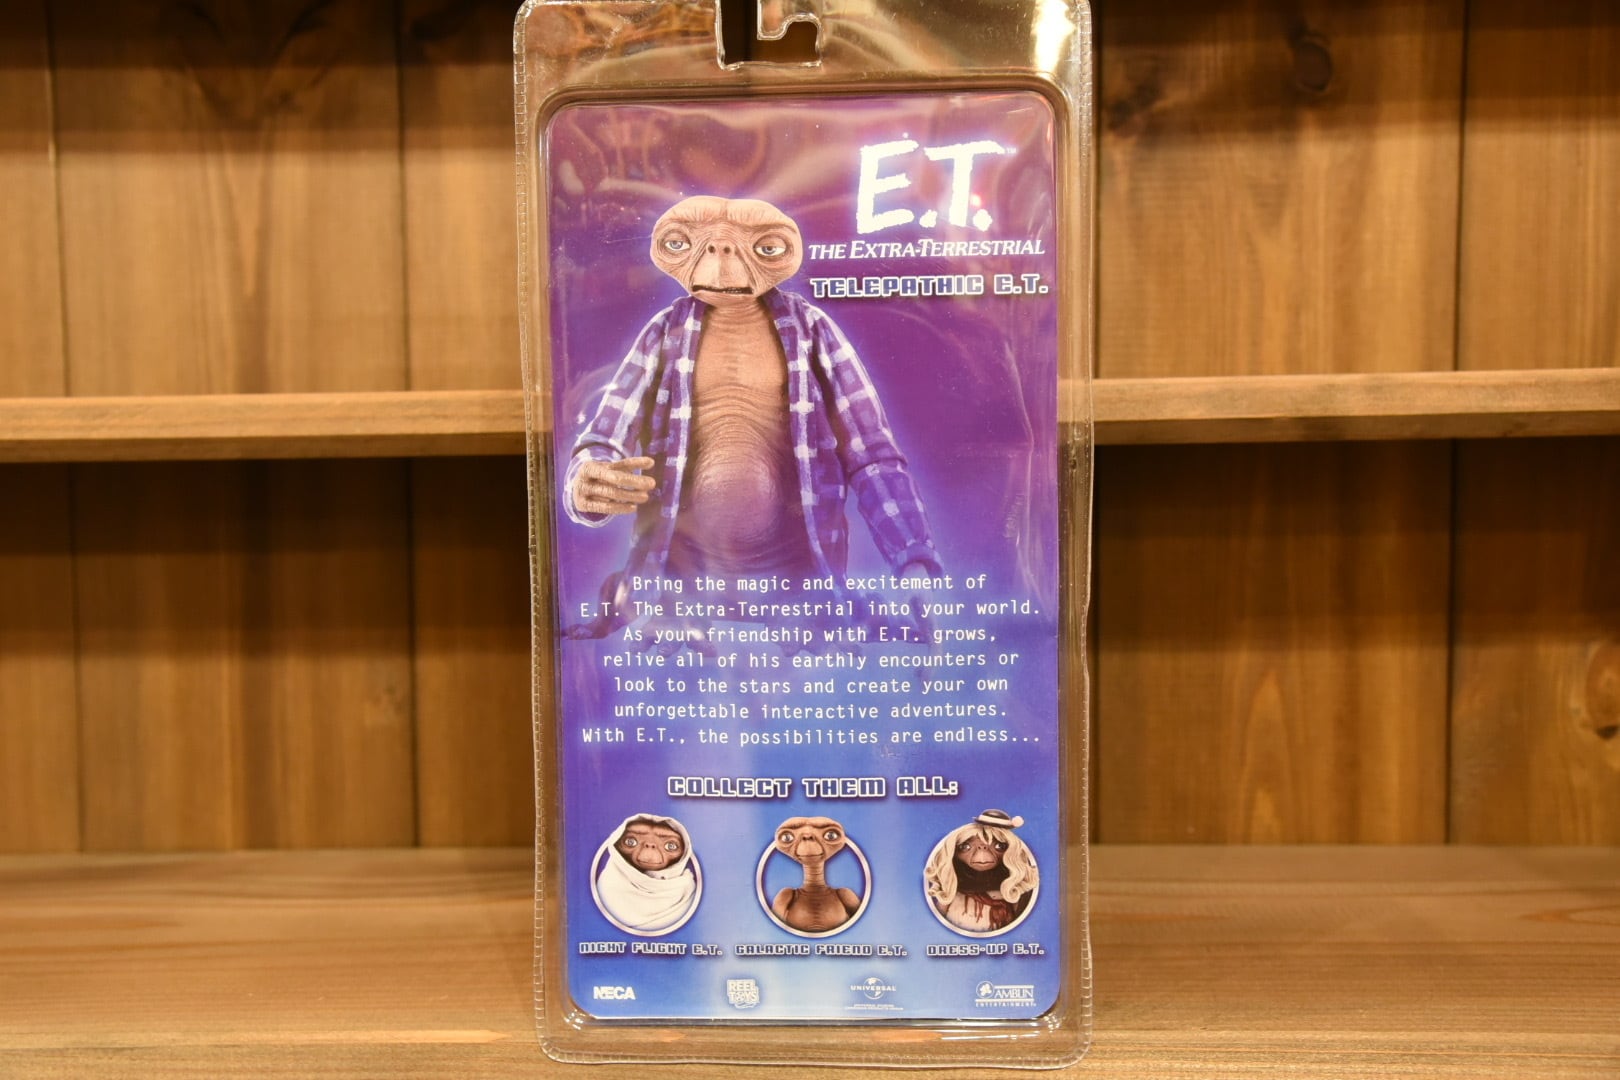 E.T.™
THE EXTRA-TERRESTRIAL
TELEPATHIC E.T.
Bring the magic and excitement of
E.T. The Extra-Terrestrial into your world.
As your friendship with E.T. grows,
relive all of his earthly encounters or
look to the stars and create your own
unforgettable interactive adventures.
With E.T., the possibilities are endless...
COLLECT THEM ALL:
NIGHT FLIGHT E.T. GALACTIC FRIEND E.T. DRESS-UP E.T.
NECA REEL TOYS UNIVERSAL AMBLIN
ENTERTAINMENT